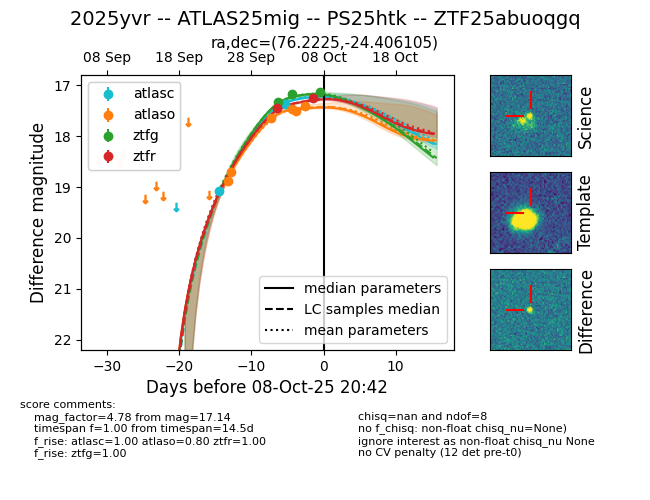 2025yvr -- ATLAS25mig -- PS25htk -- ZTF25abuoqgq
ra,dec=(76.2225,-24.406105)
08 Sep 18 Sep 28 Sep 08 Oct 18 Oct
atlasc
atlaso
ztfg
ztfr
17
18
19
20
21
22
Difference magnitude
median parameters
LC samples median
mean parameters
−30 −20 −10 0 10
Days before 08-Oct-25 20:42
Science
Template
Difference
score comments:
mag_factor=4.78 from mag=17.14
timespan f=1.00 from timespan=14.5d
f_rise: atlasc=1.00 atlaso=0.80 ztfr=1.00
f_rise: ztfg=1.00
chisq=nan and ndof=8
no f_chisq: non-float chisq_nu=None)
ignore interest as non-float chisq_nu None
no CV penalty (12 det pre-t0)